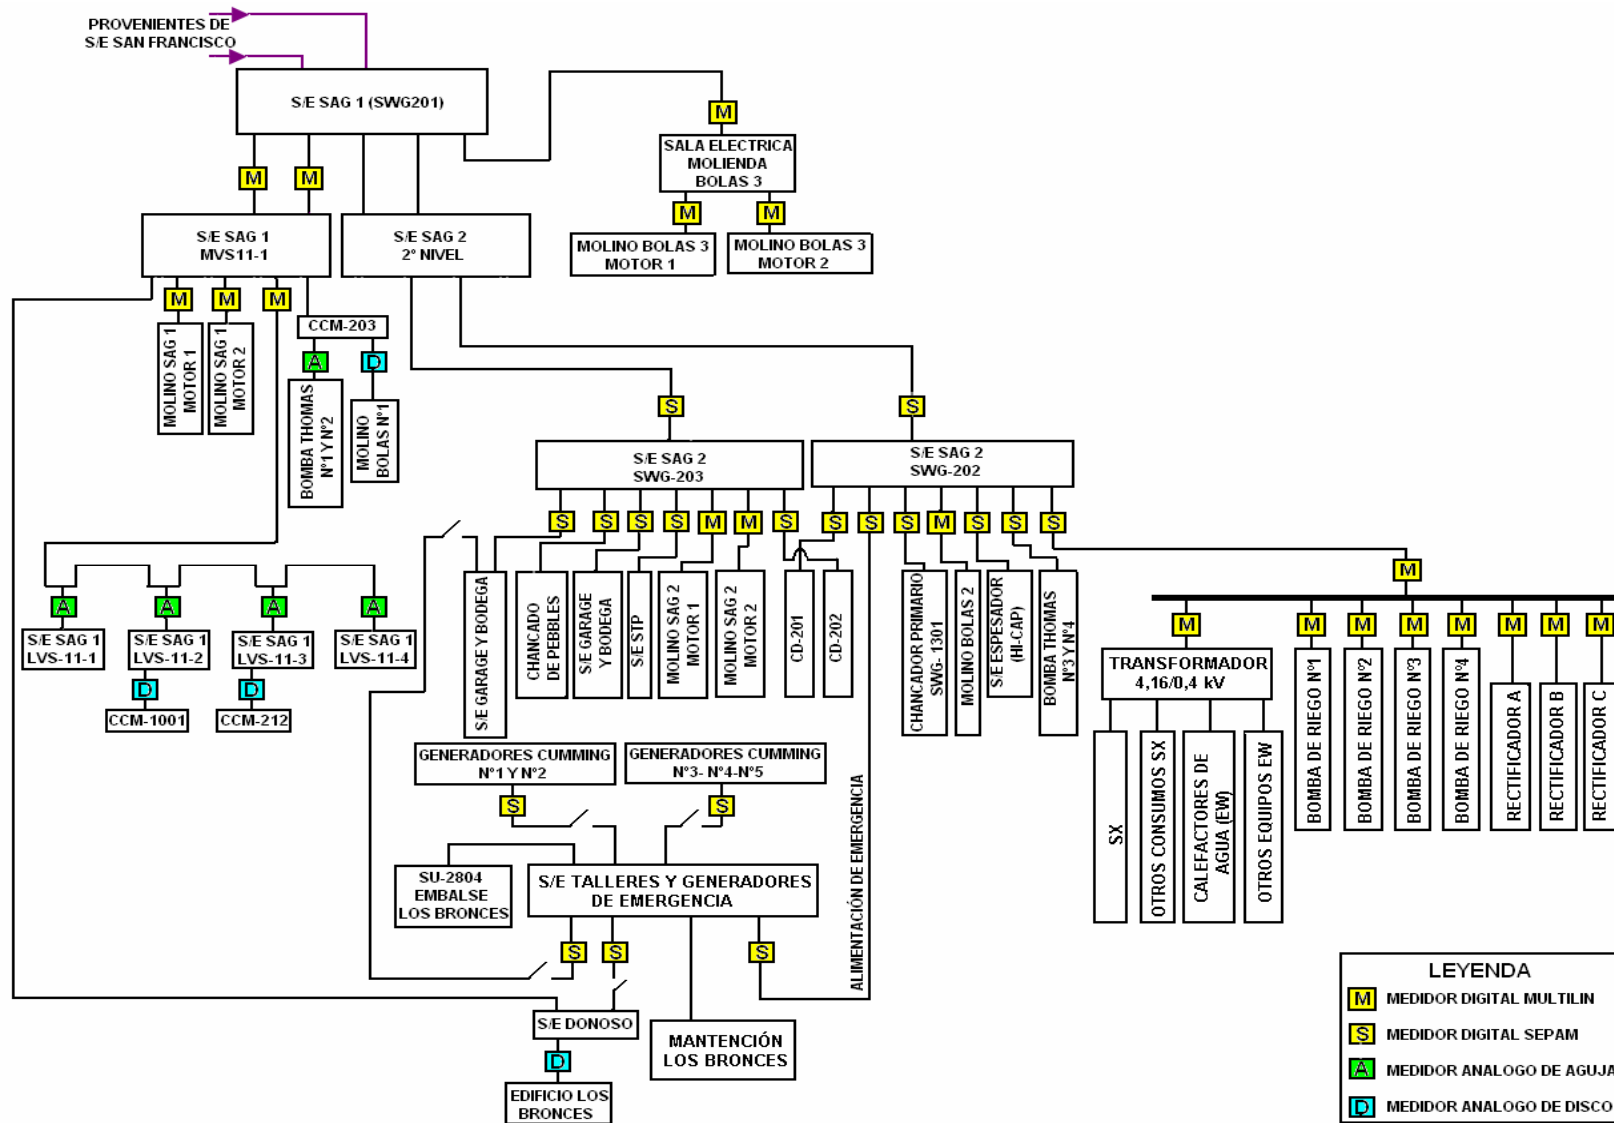 PROVENIENTES DE
S/E SAN FRANCISCO
S/E SAG 1 (SWG201)
M
SALA ELECTRICA
MOLIENDA
BOLAS 3
M
M
M
M
S/E SAG 1
MVS11-1
S/E SAG 2
2° NIVEL
MOLINO BOLAS 3
MOTOR 1
MOLINO BOLAS 3
MOTOR 2
M
M
M
CCM-203
A
D
MOLINO SAG 1
MOTOR 1
MOLINO SAG 1
MOTOR 2
BOMBA THOMAS
N°1 Y N°2
MOLINO
BOLAS N°1
S
S
S/E SAG 2
SWG-203
S/E SAG 2
SWG-202
S
S
S
S
M
M
S
S
S
S
M
S
S
S
M
S/E GARAGE Y BODEGA
CHANCADO
DE PEBBLES
S/E GARAGE
Y BODEGA
S/E STP
MOLINO SAG 2
MOTOR 1
MOLINO SAG 2
MOTOR 2
CD-201
CD-202
CHANCADOR PRIMARIO
SWG- 1301
MOLINO BOLAS 2
S/E ESPESADOR
(HI-CAP)
BOMBA THOMAS
N°3 Y N°4
A
A
A
A
S/E SAG 1
LVS-11-1
S/E SAG 1
LVS-11-2
S/E SAG 1
LVS-11-3
S/E SAG 1
LVS-11-4
D
D
CCM-1001
CCM-212
M
M
M
M
M
M
M
M
TRANSFORMADOR
4,16/0,4 kV
BOMBA DE RIEGO Nº1
BOMBA DE RIEGO Nº2
BOMBA DE RIEGO Nº3
BOMBA DE RIEGO Nº4
RECTIFICADOR A
RECTIFICADOR B
RECTIFICADOR C
SX
OTROS CONSUMOS SX
CALEFACTORES DE
AGUA (EW)
OTROS EQUIPOS EW
GENERADORES CUMMING
N°1 Y N°2
GENERADORES CUMMING
N°3- N°4-N°5
S
S
ALIMENTACIÓN DE EMERGENCIA
SU-2804
EMBALSE
LOS BRONCES
S/E TALLERES Y GENERADORES
DE EMERGENCIA
S
S
S
S/E DONOSO
MANTENCIÓN
LOS BRONCES
D
EDIFICIO LOS
BRONCES
LEYENDA
M MEDIDOR DIGITAL MULTILIN
S MEDIDOR DIGITAL SEPAM
A MEDIDOR ANALOGO DE AGUJA
D MEDIDOR ANALOGO DE DISCO